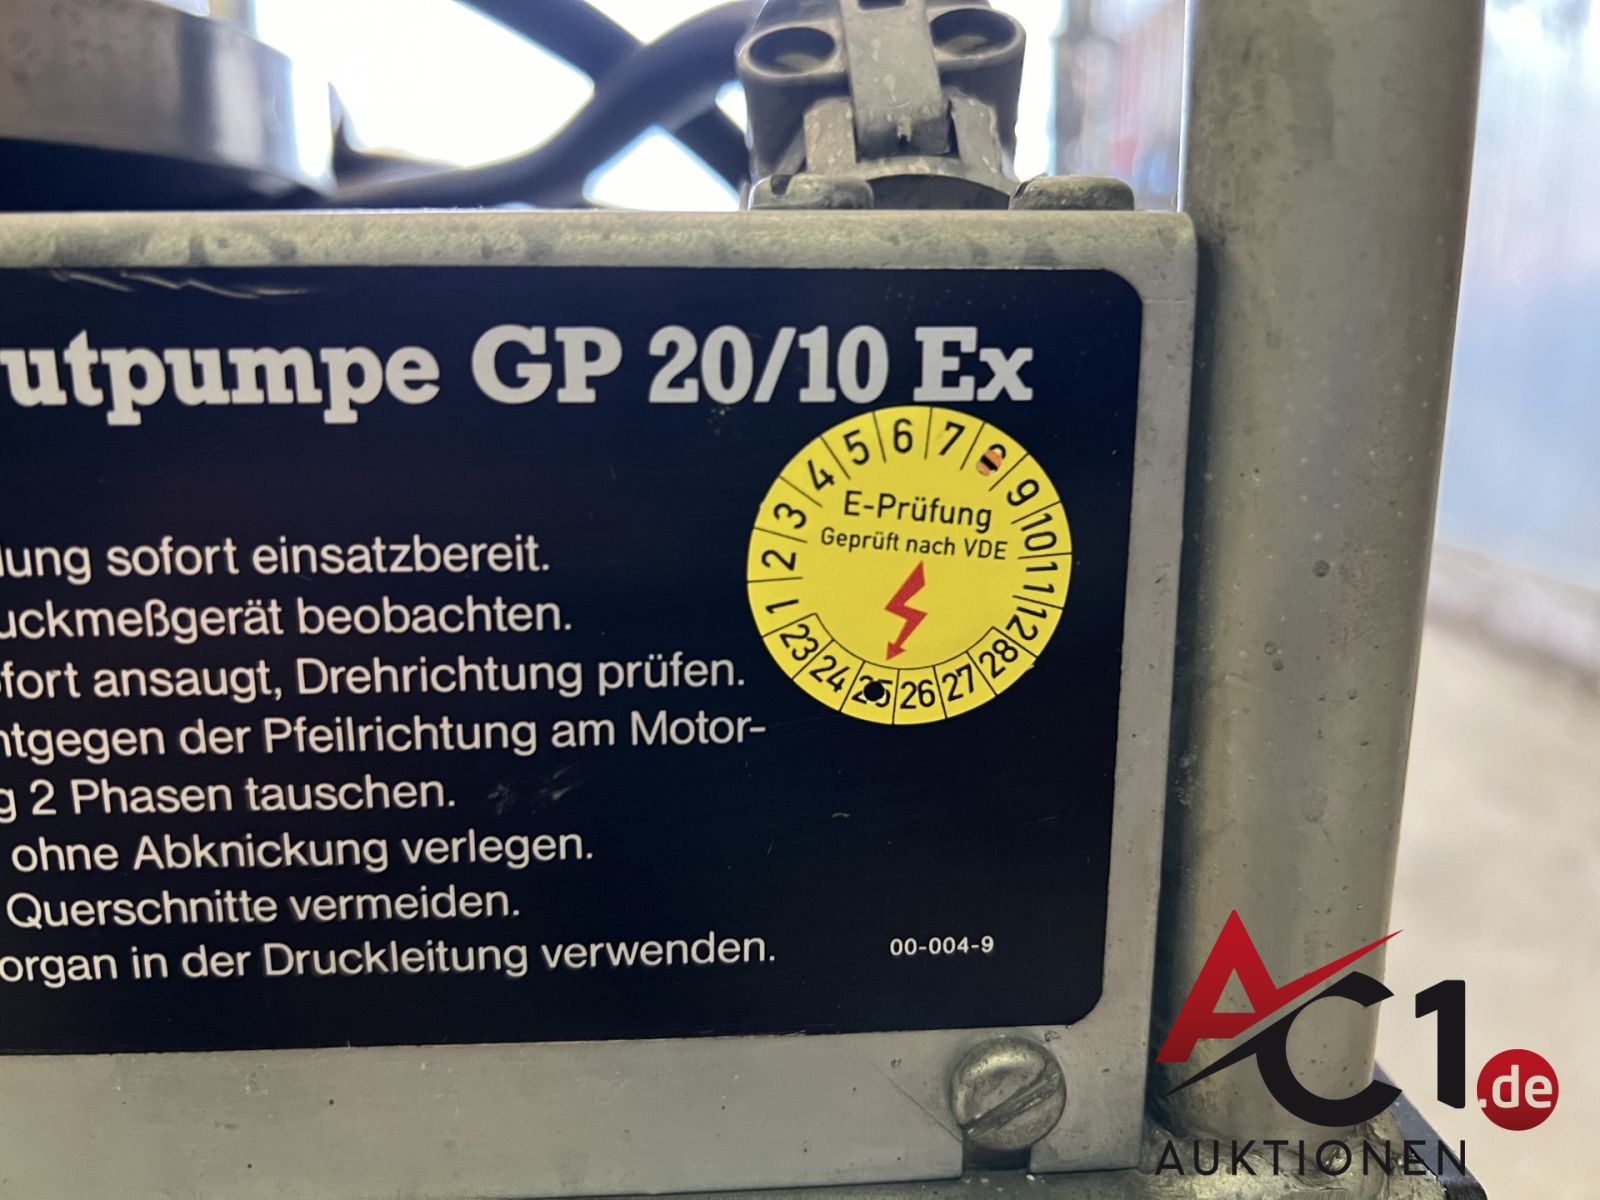 utpumpe GP 20/10 Ex
lung sofort einsatzbereit.
uckmeßgerät beobachten.
ofort ansaugt, Drehrichtung prüfen.
ntgegen der Pfeilrichtung am Motor-
g 2 Phasen tauschen.
ohne Abknickung verlegen.
Querschnitte vermeiden.
organ in der Druckleitung verwenden.
00-004-9
1 2 3 4 5 6 7 8 9 10 11 12
E-Prüfung
Geprüft nach VDE
23 24 25 26 27 28
AC1.de
AUKTIONEN